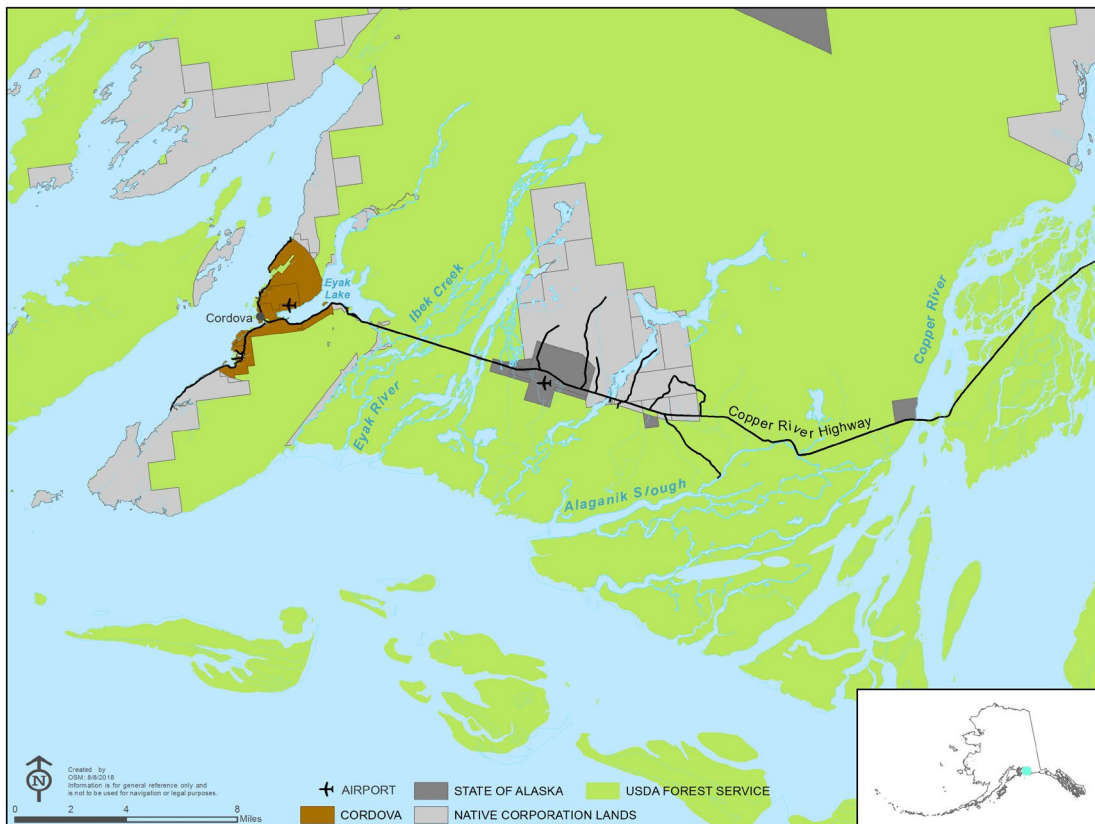 Eyak
Lake
Cordova
Ibek Creek
Eyak River
Copper River
Copper River Highway
Alaganik Slough
N
Created by
OSM: 8/8/2018
Information is for general reference only and
is not to be used for navigation or legal purposes.
0 2 4 8
Miles
AIRPORT
STATE OF ALASKA
USDA FOREST SERVICE
CORDOVA
NATIVE CORPORATION LANDS